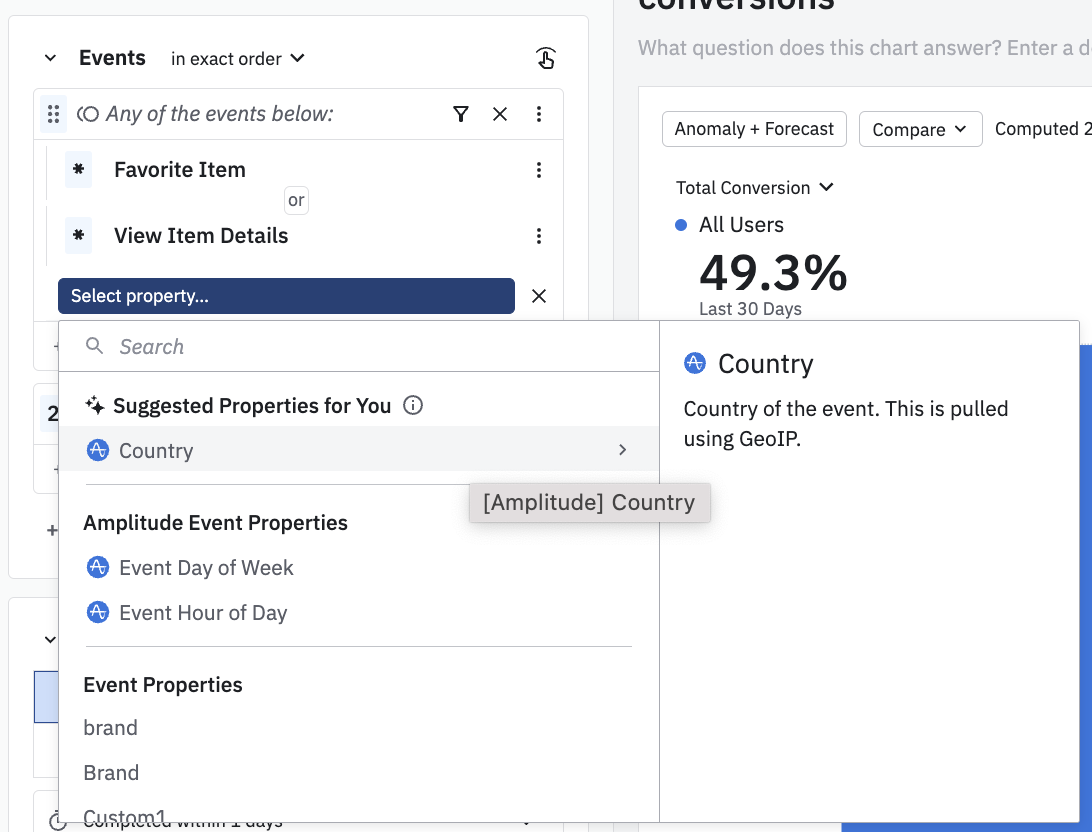 conversions
Events in exact order
What question does this chart answer? Enter a d
Any of the events below:
Favorite Item
or
View Item Details
Select property...
Anomaly + Forecast Compare Computed 2
Total Conversion
All Users
49.3%
Last 30 Days
2
Search
Suggested Properties for You
Country
Amplitude Event Properties
Event Day of Week
Event Hour of Day
Event Properties
brand
Brand
Custom1
Completed within 1 days
Country
Country of the event. This is pulled
using GeoIP.
[Amplitude] Country